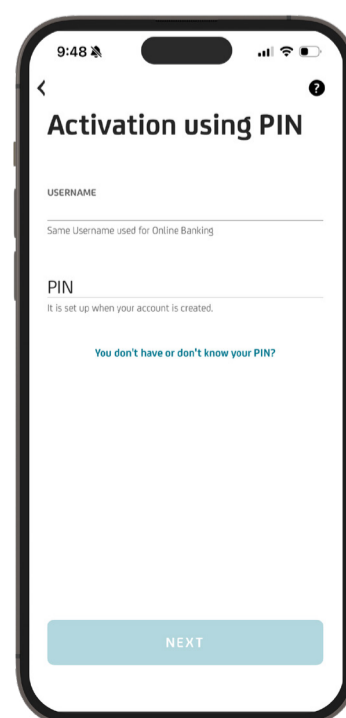 9:48
?
Activation using PIN
USERNAME
Same Username used for Online Banking
PIN
It is set up when your account is created.
You don't have or don't know your PIN?
NEXT